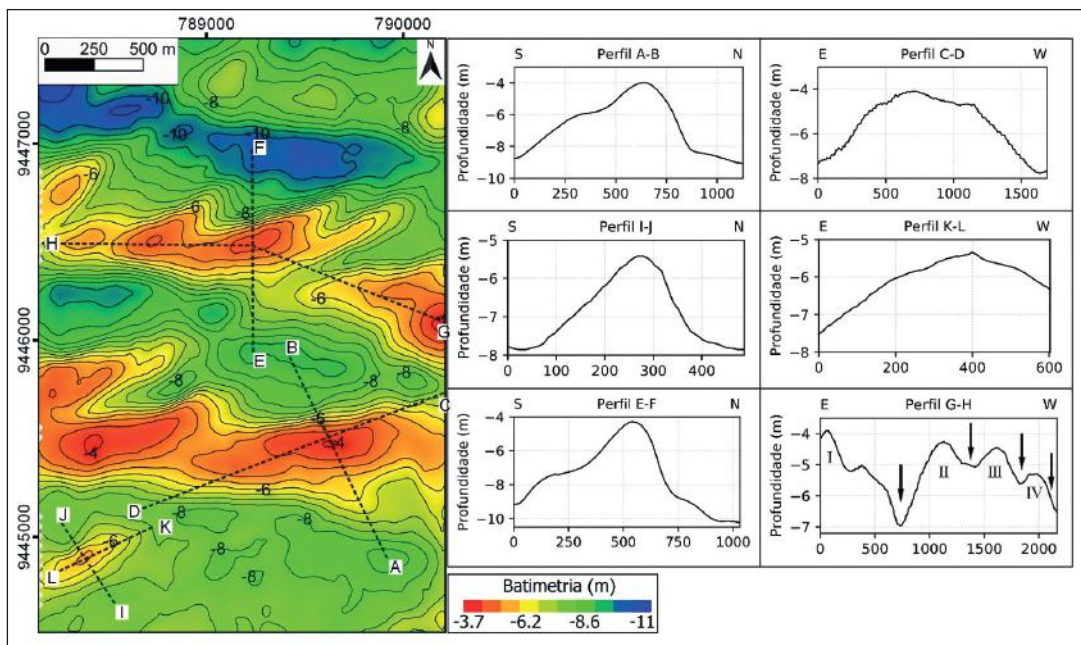 789000 790000
0 250 500 m
N
9447000
9446000
9445000
-8
-10
-10
-10
-8
F
-6
-8
H
-6
G
E
B
-8
-8
-8
C
-6
-4
-4
-6
D
K
J
-8
-8
-6
L
-8
A
I
Batimetria (m)
-3.7 -6.2 -8.6 -11
S Perfil A-B N
Profundidade (m)
-4
-6
-8
-10
0 250 500 750 1000
E Perfil C-D W
Profundidade (m)
-4
-6
-8
0 500 1000 1500
S Perfil I-J N
Profundidade (m)
-5
-6
-7
-8
0 100 200 300 400
E Perfil K-L W
Profundidade (m)
-5
-6
-7
-8
0 200 400 600
S Perfil E-F N
Profundidade (m)
-4
-6
-8
-10
0 250 500 750 1000
E Perfil G-H W
Profundidade (m)
-4
-5
-6
-7
I II III IV
0 500 1000 1500 2000